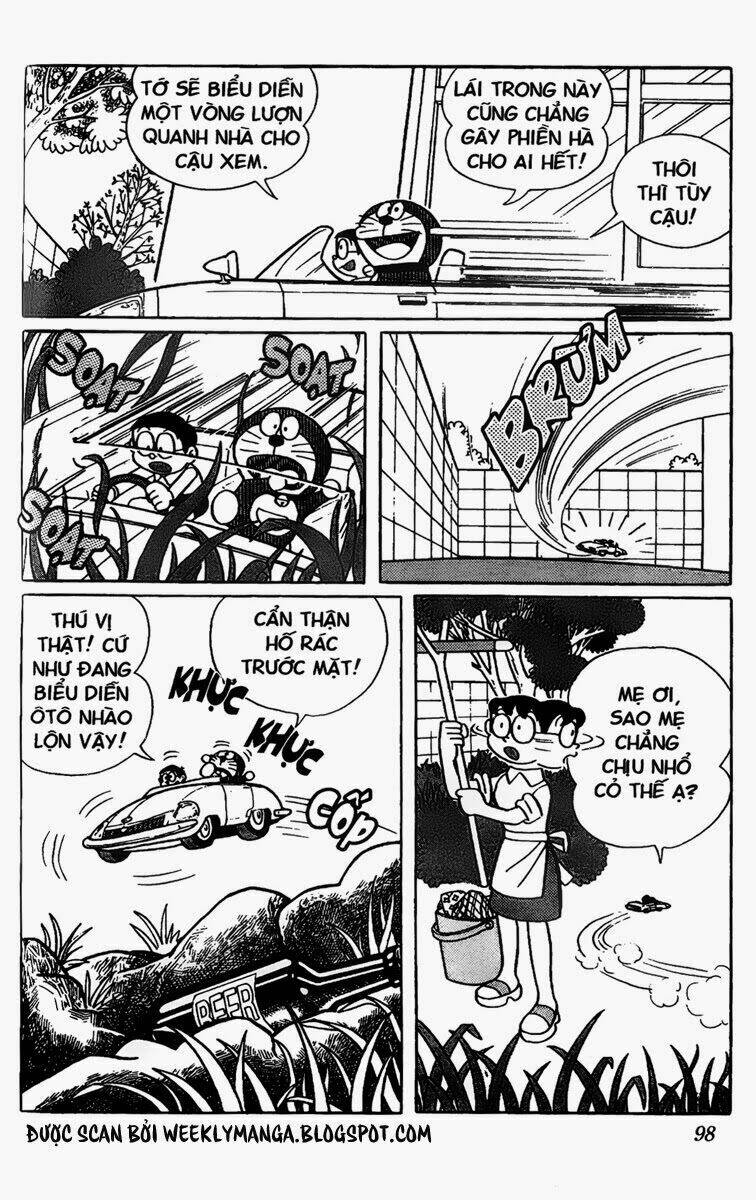 TỚ SẼ BIỂU DIỄN
MỘT VÒNG LƯỢN
QUANH NHÀ CHO
CẬU XEM.
LÁI TRONG NÀY
CŨNG CHẲNG
GÂY PHIỀN HÀ
CHO AI HẾT!
THÔI
THÌ TÙY
CẬU!
SOẠT
SOẠT
SOẠT
BRỪM
THÚ VỊ
THẬT! CỨ
NHƯ ĐANG
BIỂU DIỄN
ÔTÔ NHÀO
LỘN VẬY!
CẨN THẬN
HỐ RÁC
TRƯỚC MẶT!
KHỰC
KHỰC
CỐP
BEER
MẸ ƠI,
SAO MẸ
CHẲNG
CHỊU NHỔ
CỎ THẾ Ạ?
ĐƯỢC SCAN BỞI WEEKLYMANGA.BLOGSPOT.COM
98